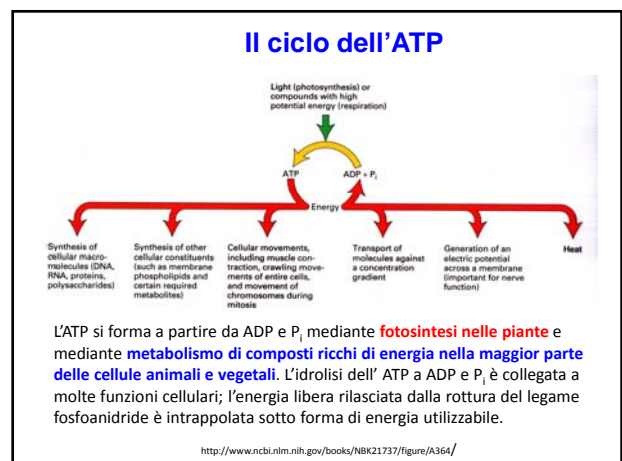 Il ciclo dell’ATP
Light (photosynthesis) or
compounds with high
potential energy (respiration)
ATP
ADP + Pi
Energy
Synthesis of
cellular macro-
molecules (DNA,
RNA, proteins,
polysaccharides)
Synthesis of other
cellular constituents
(such as membrane
phospholipids and
certain required
metabolites)
Cellular movements,
including muscle con-
traction, crawling move-
ments of entire cells,
and movement of
chromosomes during
mitosis
Transport of
molecules against
a concentration
gradient
Generation of an
electric potential
across a membrane
(important for nerve
function)
Heat
L’ATP si forma a partire da ADP e Pi mediante fotosintesi nelle piante e
mediante metabolismo di composti ricchi di energia nella maggior parte
delle cellule animali e vegetali. L’idrolisi dell’ ATP a ADP e Pi è collegata a
molte funzioni cellulari; l’energia libera rilasciata dalla rottura del legame
fosfoanidride è intrappolata sotto forma di energia utilizzabile.
http://www.ncbi.nlm.nih.gov/books/NBK21737/figure/A364/